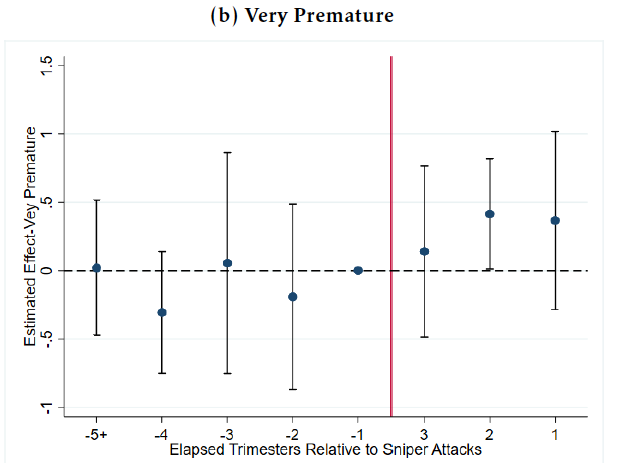 (b) Very Premature
Estimated Effect-Vey Premature
1.5
1
.5
0
-.5
-1
-5+ -4 -3 -2 -1 3 2 1
Elapsed Trimesters Relative to Sniper Attacks